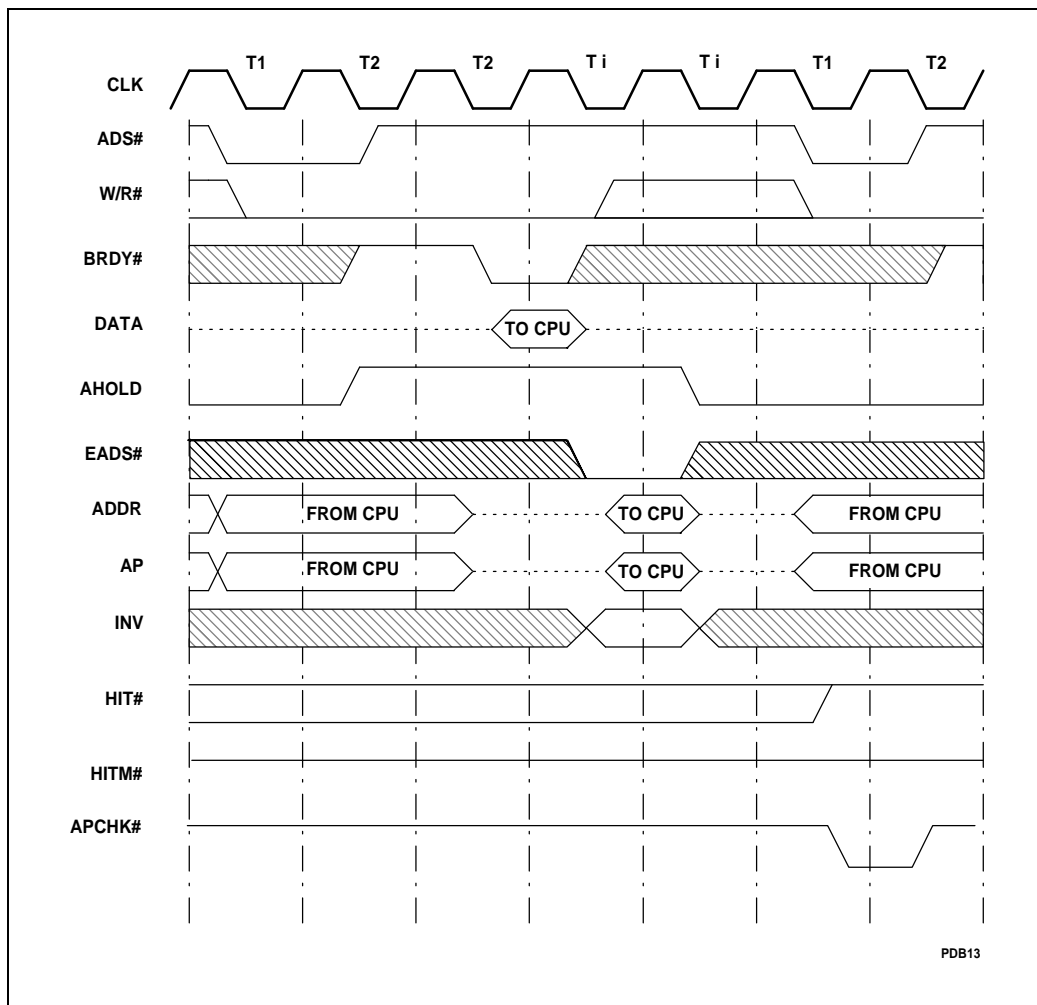 T1 T2 T2 T i T i T1 T2
CLK
ADS#
W/R#
BRDY#
DATA TO CPU
AHOLD
EADS#
ADDR FROM CPU TO CPU FROM CPU
AP FROM CPU TO CPU FROM CPU
INV
HIT#
HITM#
APCHK#
PDB13